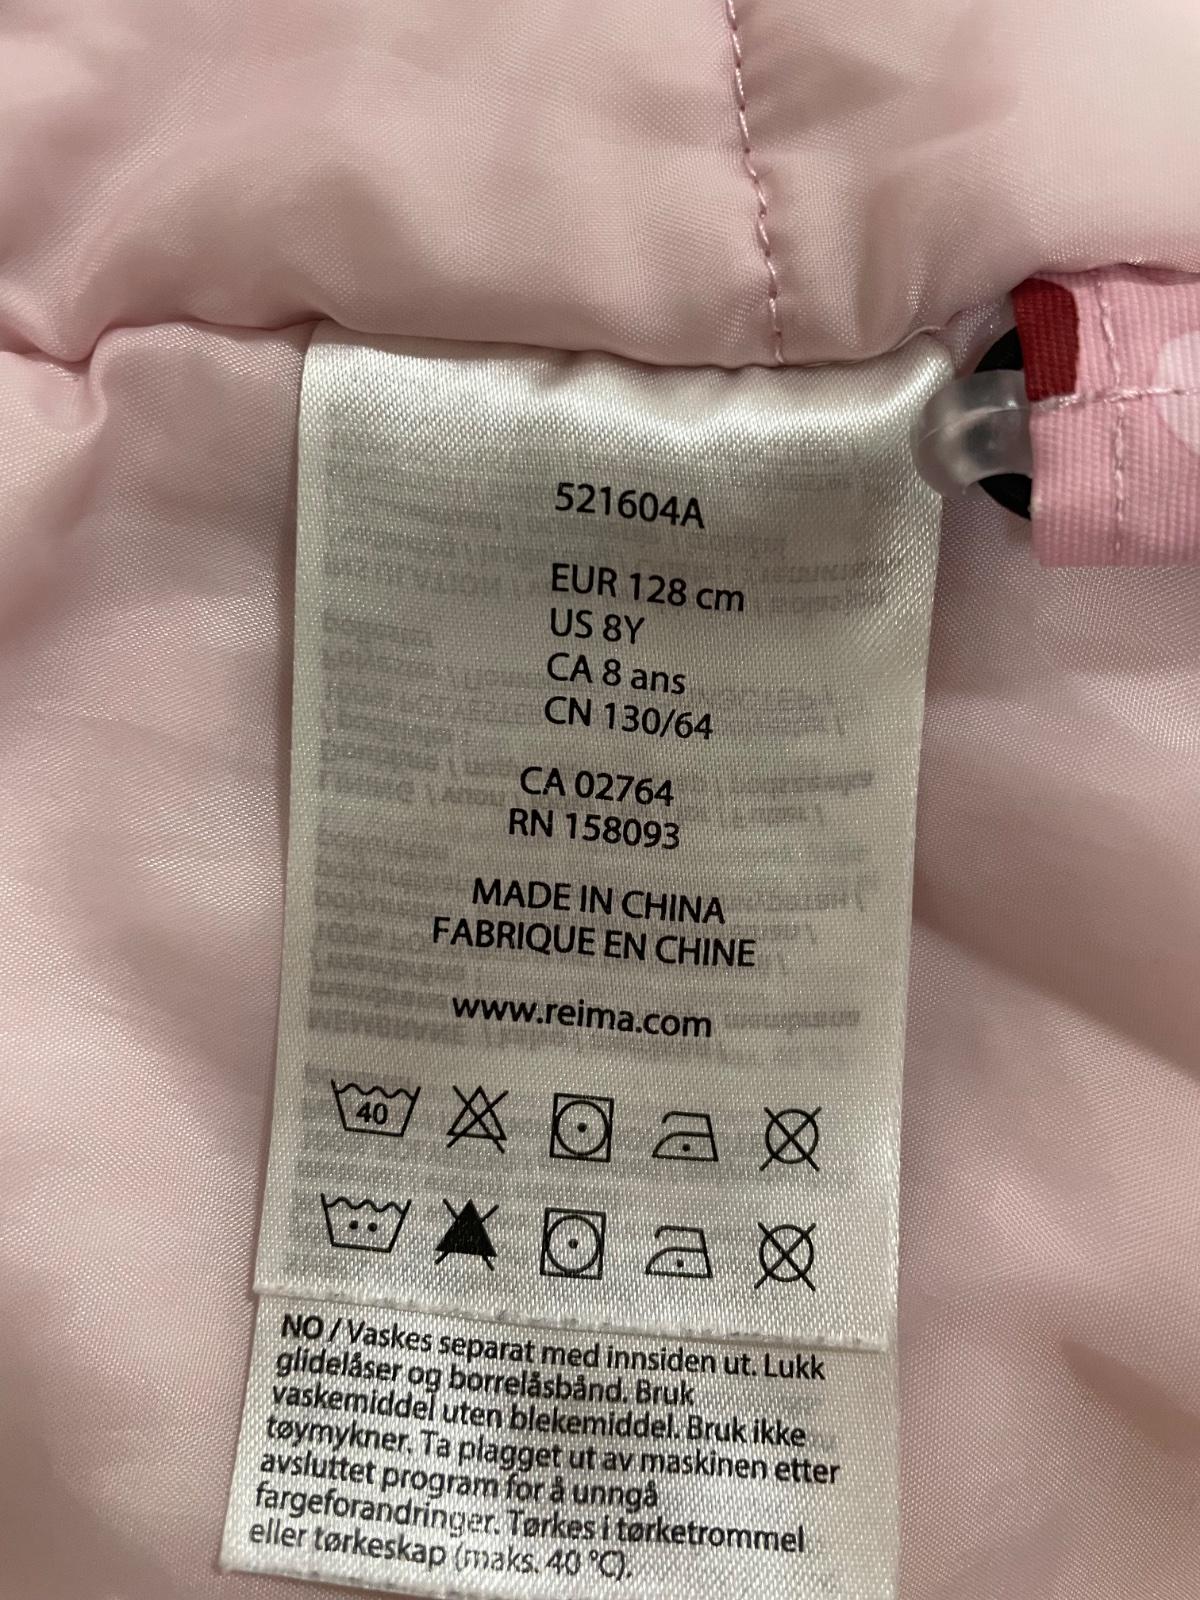 521604A
EUR 128 cm
US 8Y
CA 8 ans
CN 130/64
CA 02764
RN 158093
MADE IN CHINA
FABRIQUE EN CHINE
www.reima.com
40
NO / Vaskes separat med innsiden ut. Lukk
glidelåser og borrelåsbånd. Bruk
vaskemiddel uten blekemiddel. Bruk ikke
tøymykner. Ta plagget ut av maskinen etter
avsluttet program for å unngå
fargeforandringer. Tørkes i tørketrommel
eller tørkeskap (maks. 40 °C).